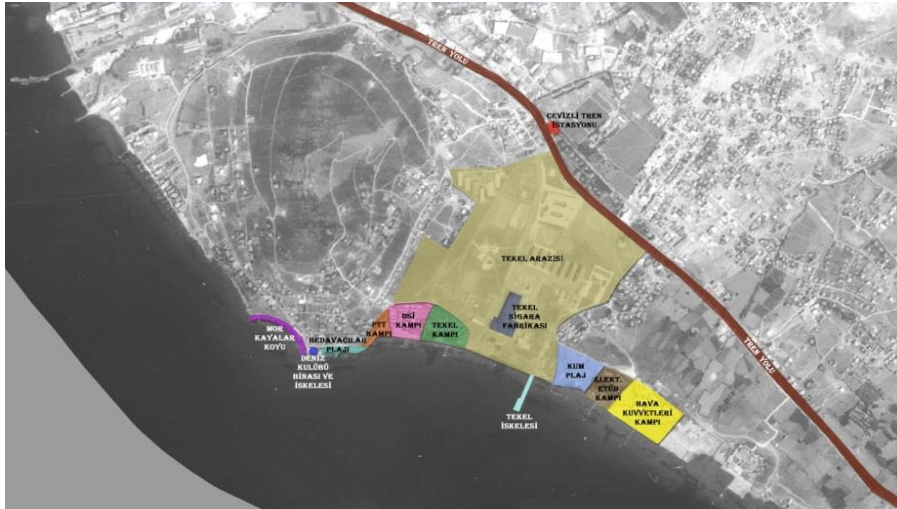 TREN YOLU
CEVİZLİ TREN
İSTASYONU
TEKEL ARAZİSİ
TEKEL
SİGARA
FABRİKASI
DSİ
KAMPI
TEKEL
KAMPI
PTT
KAMPI
MOR
KAYALAR
KOYU
BEDAVACILAR
PLAJI
DENİZ
KULÜBÜ
BİNASI VE
İSKELESİ
KUM
PLAJ
ELEKT.
ETÜD
KAMPI
HAVA
KUVVETLERİ
KAMPI
TEKEL
İSKELESİ
TREN YOLU